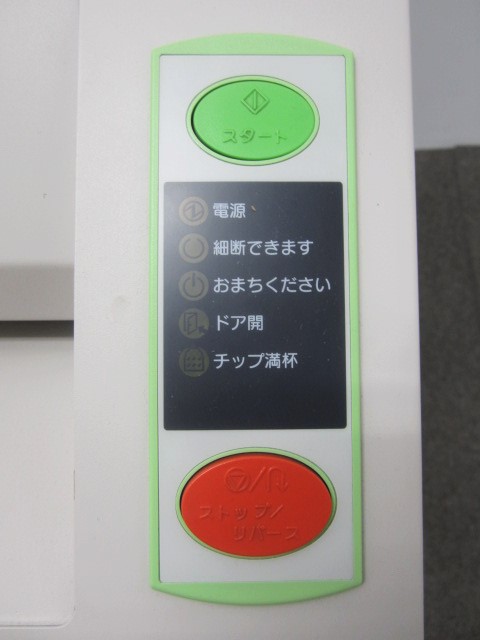 スタート
電源
細断できます
おまちください
ドア開
チップ満杯
ストップ/
リバース